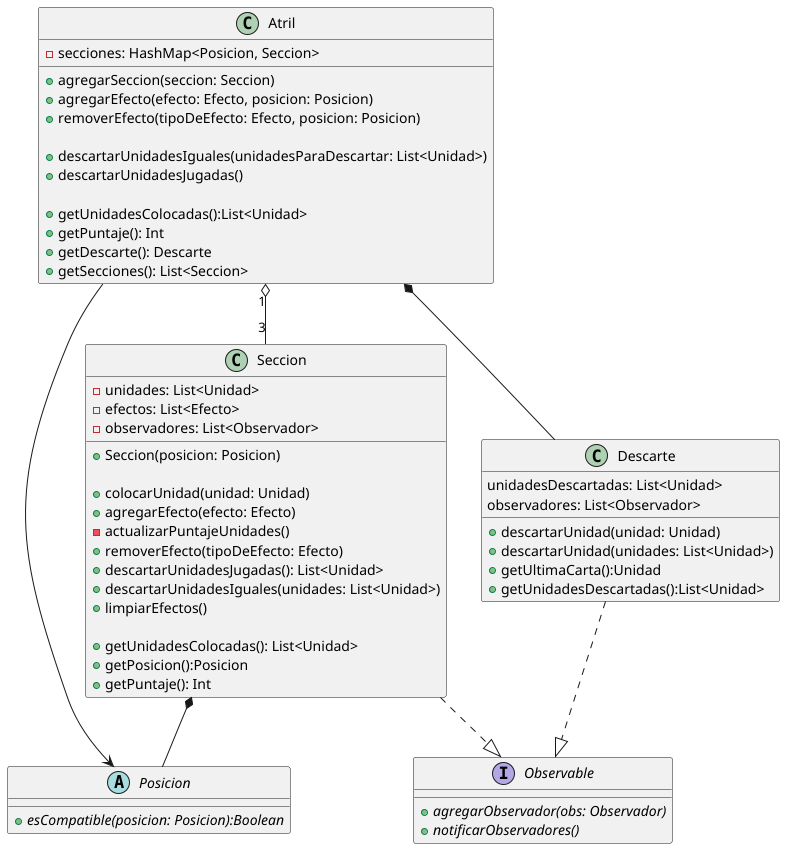 C Atril
secciones: HashMap<Posicion, Seccion>
agregarSeccion(seccion: Seccion)
agregarEfecto(efecto: Efecto, posicion: Posicion)
removerEfecto(tipoDeEfecto: Efecto, posicion: Posicion)
descartarUnidadesIguales(unidadesParaDescartar: List<Unidad>)
descartarUnidadesJugadas()
getUnidadesColocadas():List<Unidad>
getPuntaje(): Int
getDescarte(): Descarte
getSecciones(): List<Seccion>
1
3
C Seccion
unidades: List<Unidad>
efectos: List<Efecto>
observadores: List<Observador>
Seccion(posicion: Posicion)
colocarUnidad(unidad: Unidad)
agregarEfecto(efecto: Efecto)
actualizarPuntajeUnidades()
removerEfecto(tipoDeEfecto: Efecto)
descartarUnidadesJugadas(): List<Unidad>
descartarUnidadesIguales(unidades: List<Unidad>)
limpiarEfectos()
getUnidadesColocadas(): List<Unidad>
getPosicion():Posicion
getPuntaje(): Int
C Descarte
unidadesDescartadas: List<Unidad>
observadores: List<Observador>
descartarUnidad(unidad: Unidad)
descartarUnidad(unidades: List<Unidad>)
getUltimaCarta():Unidad
getUnidadesDescartadas():List<Unidad>
A Posicion
esCompatible(posicion: Posicion):Boolean
I Observable
agregarObservador(obs: Observador)
notificarObservadores()